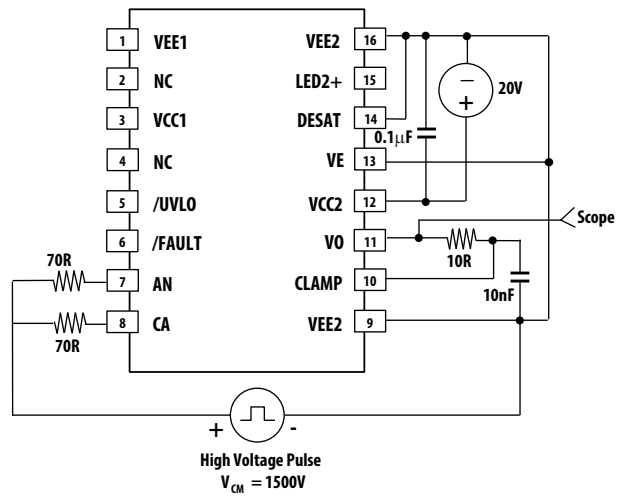 1 VEE1 VEE2 16
2 NC LED2+ 15
− 20V
+
3 VCC1 DESAT 14
0.1μF
4 NC VE 13
5 /UVLO VCC2 12
Scope
6 /FAULT VO 11
10R
70R
7 AN CLAMP 10
10nF
8 CA VEE2 9
70R
+ -
High Voltage Pulse
VCM = 1500V